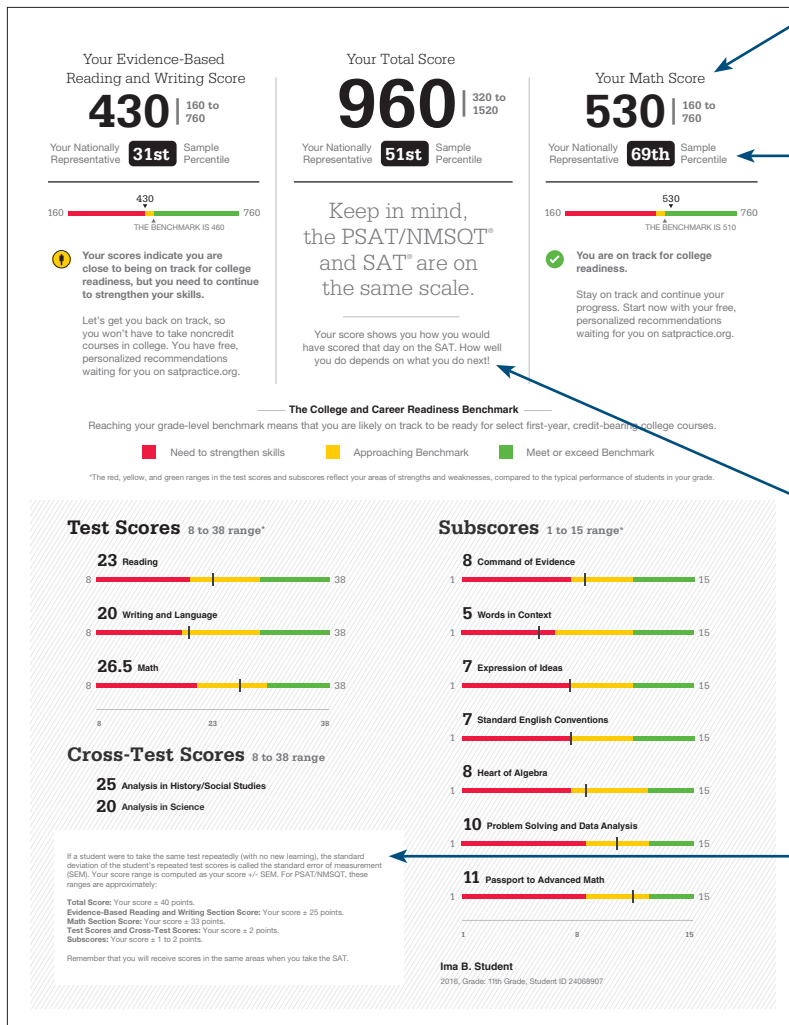 Your Evidence-Based
Reading and Writing Score
430 | 160 to
760
Your Nationally
Representative
31st
Sample
Percentile
430
160
760
THE BENCHMARK IS 460
Your scores indicate you are
close to being on track for college
readiness, but you need to continue
to strengthen your skills.
Let's get you back on track, so
you won't have to take noncredit
courses in college. You have free,
personalized recommendations
waiting for you on satpractice.org.
Your Total Score
960 | 320 to
1520
Your Nationally
Representative
51st
Sample
Percentile
Keep in mind,
the PSAT/NMSQT®
and SAT® are on
the same scale.
Your score shows you how you would
have scored that day on the SAT. How well
you do depends on what you do next!
Your Math Score
530 | 160 to
760
Your Nationally
Representative
69th
Sample
Percentile
530
160
760
THE BENCHMARK IS 510
You are on track for college
readiness.
Stay on track and continue your
progress. Start now with your free,
personalized recommendations
waiting for you on satpractice.org.
The College and Career Readiness Benchmark
Reaching your grade-level benchmark means that you are likely on track to be ready for select first-year, credit-bearing college courses.
Need to strengthen skills
Approaching Benchmark
Meet or exceed Benchmark
*The red, yellow, and green ranges in the test scores and subscores reflect your areas of strengths and weaknesses, compared to the typical performance of students in your grade.
Test Scores 8 to 38 range*
23 Reading
8 38
20 Writing and Language
8 38
26.5 Math
8 38
8 23 38
Cross-Test Scores 8 to 38 range
25 Analysis in History/Social Studies
20 Analysis in Science
If a student were to take the same test repeatedly (with no new learning), the standard
deviation of the student's repeated test scores is called the standard error of measurement
(SEM). Your score range is computed as your score +/- SEM. For PSAT/NMSQT, these
ranges are approximately:
Total Score: Your score ± 40 points.
Evidence-Based Reading and Writing Section Score: Your score ± 25 points.
Math Section Score: Your score ± 33 points.
Test Scores and Cross-Test Scores: Your score ± 2 points.
Subscores: Your score ± 1 to 2 points.
Remember that you will receive scores in the same areas when you take the SAT.
Subscores 1 to 15 range*
8 Command of Evidence
1 15
5 Words in Context
1 15
7 Expression of Ideas
1 15
7 Standard English Conventions
1 15
8 Heart of Algebra
1 15
10 Problem Solving and Data Analysis
1 15
11 Passport to Advanced Math
1 15
1 8 15
Ima B. Student
2016, Grade: 11th Grade, Student ID 24068907